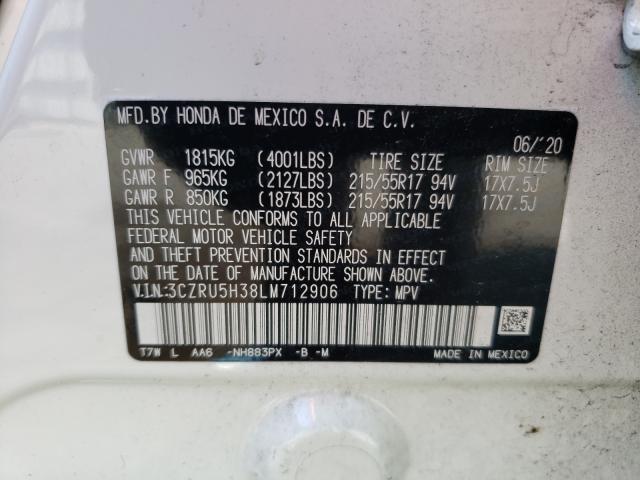 MFD.BY HONDA DE MEXICO S.A. DE C.V.
06/'20
GVWR 1815KG (4001LBS) TIRE SIZE RIM SIZE
GAWR F 965KG (2127LBS) 215/55R17 94V 17X7.5J
GAWR R 850KG (1873LBS) 215/55R17 94V 17X7.5J
THIS VEHICLE CONFORMS TO ALL APPLICABLE
FEDERAL MOTOR VEHICLE SAFETY
AND THEFT PREVENTION STANDARDS IN EFFECT
ON THE DATE OF MANUFACTURE SHOWN ABOVE.
V.I.N:3CZRU5H38LM712906 TYPE: MPV
T7W L AA6 -NH883PX -B -M MADE IN MEXICO